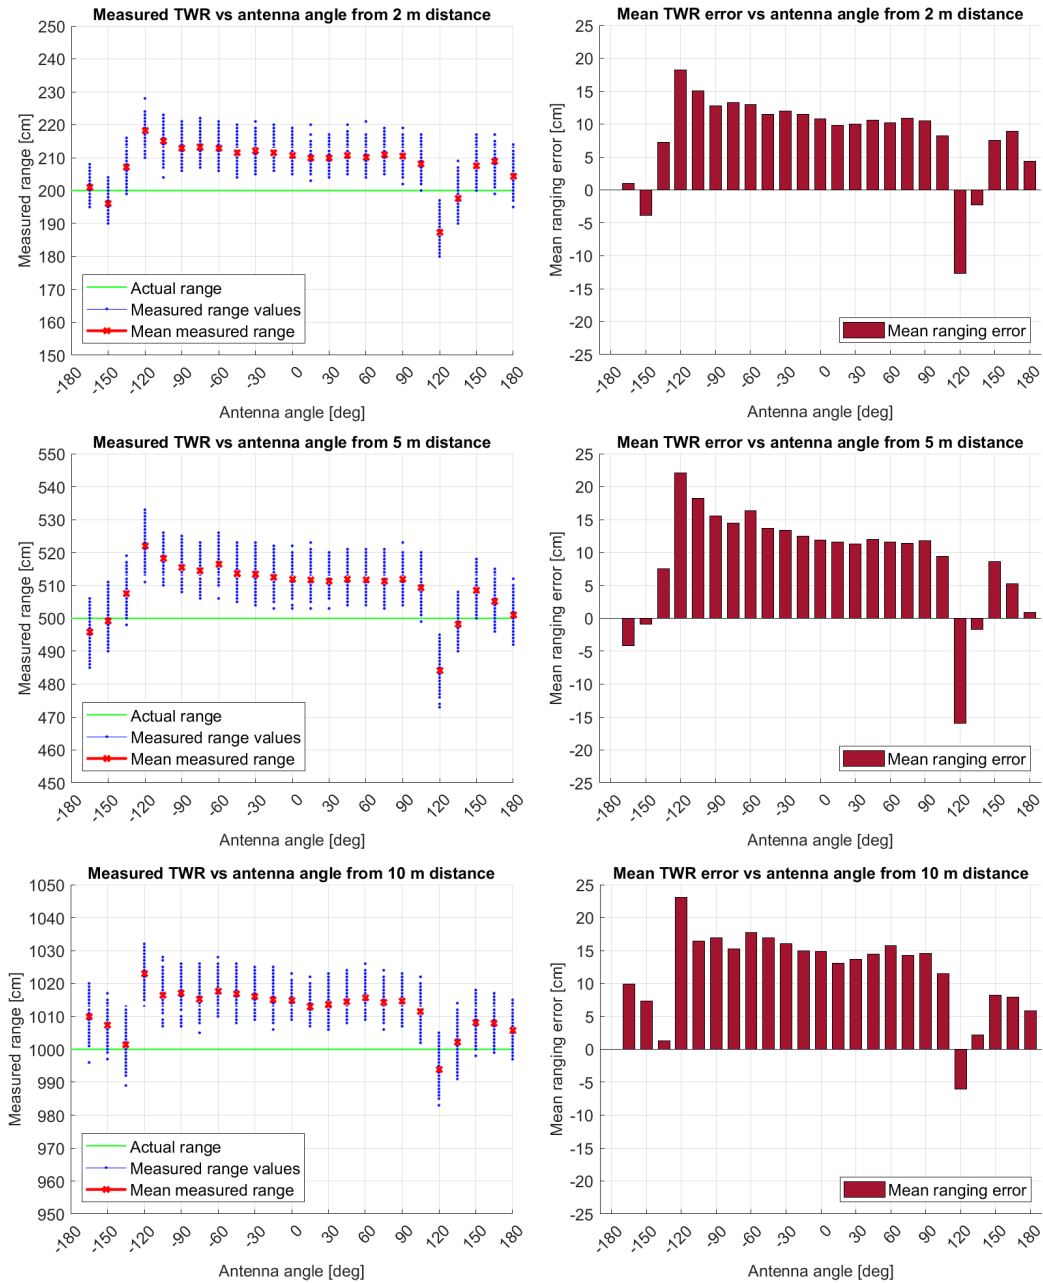 Measured TWR vs antenna angle from 2 m distance
Measured range [cm]
250
240
230
220
210
200
190
180
170
160
150
Actual range
Measured range values
Mean measured range
-180 -150 -120 -90 -60 -30 0 30 60 90 120 150 180
Antenna angle [deg]
Mean TWR error vs antenna angle from 2 m distance
Mean ranging error [cm]
25
20
15
10
5
0
-5
-10
-15
-20
-25
Mean ranging error
-180 -150 -120 -90 -60 -30 0 30 60 90 120 150 180
Antenna angle [deg]
Measured TWR vs antenna angle from 5 m distance
Measured range [cm]
550
540
530
520
510
500
490
480
470
460
450
Actual range
Measured range values
Mean measured range
-180 -150 -120 -90 -60 -30 0 30 60 90 120 150 180
Antenna angle [deg]
Mean TWR error vs antenna angle from 5 m distance
Mean ranging error [cm]
25
20
15
10
5
0
-5
-10
-15
-20
-25
Mean ranging error
-180 -150 -120 -90 -60 -30 0 30 60 90 120 150 180
Antenna angle [deg]
Measured TWR vs antenna angle from 10 m distance
Measured range [cm]
1050
1040
1030
1020
1010
1000
990
980
970
960
950
Actual range
Measured range values
Mean measured range
-180 -150 -120 -90 -60 -30 0 30 60 90 120 150 180
Antenna angle [deg]
Mean TWR error vs antenna angle from 10 m distance
Mean ranging error [cm]
25
20
15
10
5
0
-5
-10
-15
-20
-25
Mean ranging error
-180 -150 -120 -90 -60 -30 0 30 60 90 120 150 180
Antenna angle [deg]